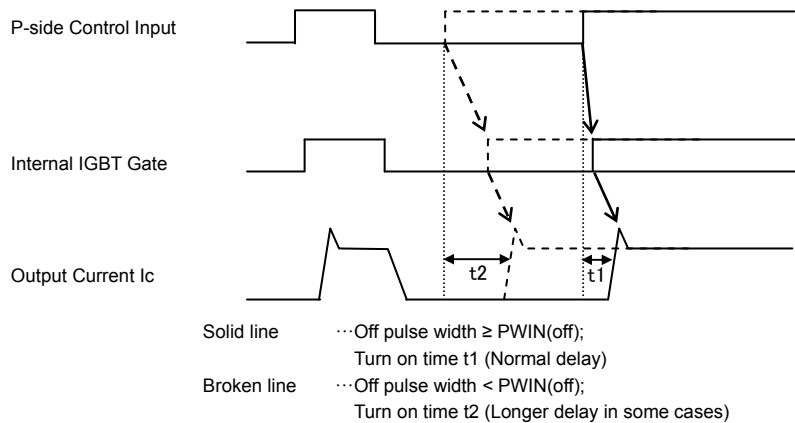 P-side Control Input
Internal IGBT Gate
Output Current Ic
t2
t1
Solid line ⋯Off pulse width ≥ PWIN(off);
Turn on time t1 (Normal delay)
Broken line ⋯Off pulse width < PWIN(off);
Turn on time t2 (Longer delay in some cases)